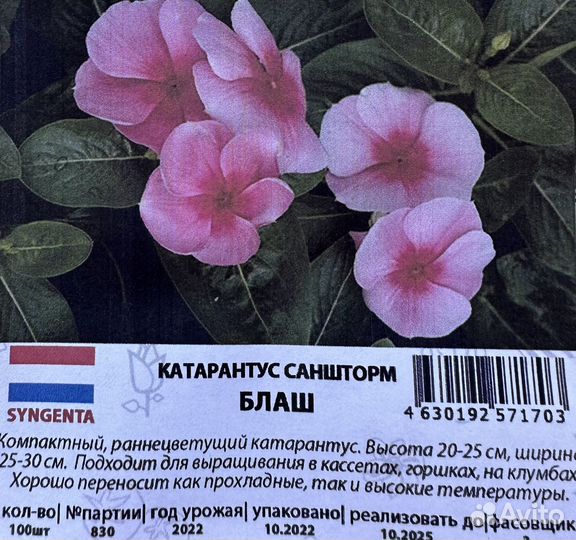 КАТАРАНТУС САНШТОРМ
БЛАШ
SYNGENTA
4 630192 571703
Компактный, раннецветущий катарантус. Высота 20-25 см, ширина
25-30 см. Подходит для выращивания в кассетах, горшках, на клумбах
Хорошо переносит как прохладные, так и высокие температуры.
кол-во| №партии| год урожая| упаковано| реализовать до| фасовщик
100шт 830 2022 10.2022 10.2025
Avito